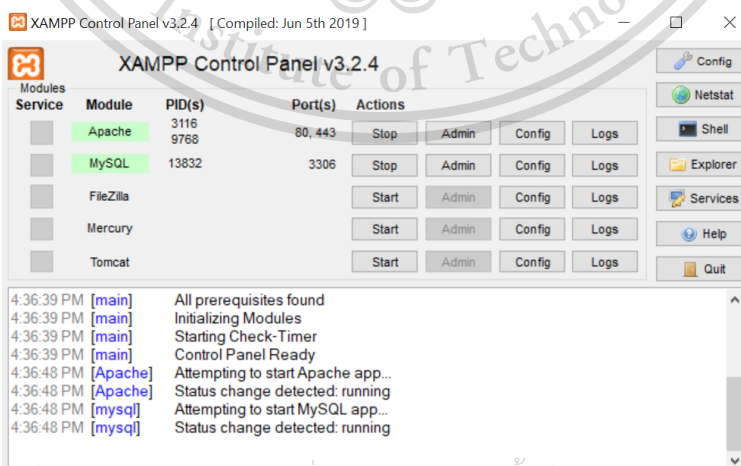 XAMPP Control Panel v3.2.4 [ Compiled: Jun 5th 2019 ]
XAMPP Control Panel v3.2.4
Institute of Techno
Config
Modules
Service Module PID(s) Port(s) Actions
Netstat
Apache 3116 9768 80, 443 Stop Admin Config Logs
Shell
MySQL 13832 3306 Stop Admin Config Logs
Explorer
FileZilla Start Admin Config Logs
Services
Mercury Start Admin Config Logs
Help
Tomcat Start Admin Config Logs
Quit
4:36:39 PM [main] All prerequisites found
4:36:39 PM [main] Initializing Modules
4:36:39 PM [main] Starting Check-Timer
4:36:39 PM [main] Control Panel Ready
4:36:48 PM [Apache] Attempting to start Apache app...
4:36:48 PM [Apache] Status change detected: running
4:36:48 PM [mysql] Attempting to start MySQL app...
4:36:48 PM [mysql] Status change detected: running